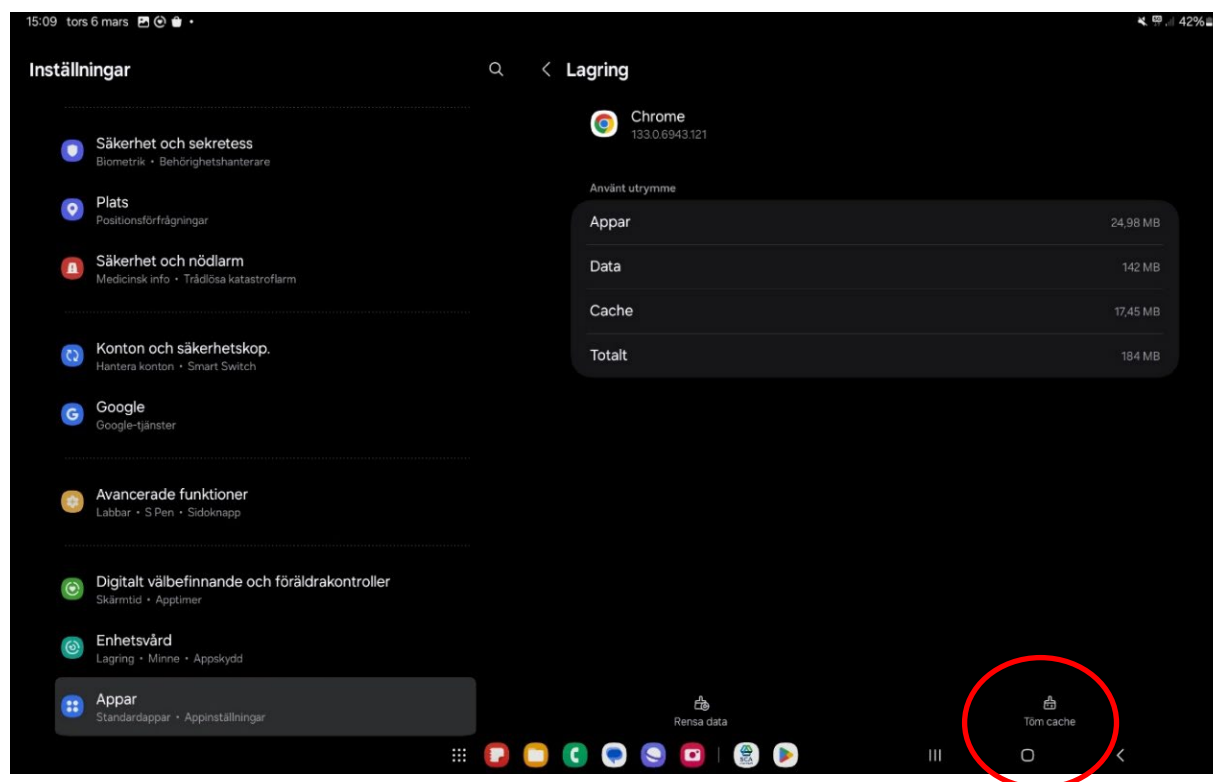 15:09 tors 6 mars
42%
Inställningar
Säkerhet och sekretess
Biometrik • Behörighetshanterare
Plats
Positionsförfrågningar
Säkerhet och nödlarm
Medicinsk info • Trådlösa katastroflarm
Konton och säkerhetskop.
Hantera konton • Smart Switch
Google
Google-tjänster
Avancerade funktioner
Labbar • S Pen • Sidoknapp
Digitalt välbefinnande och föräldrakontroller
Skärmtid • Apptimer
Enhetsvård
Lagring • Minne • Appskydd
Appar
Standardappar • Appinställningar
Lagring
Chrome
133.0.6943.121
Använt utrymme
Appar 24,98 MB
Data 142 MB
Cache 17,45 MB
Totalt 184 MB
Rensa data
Töm cache
SCA